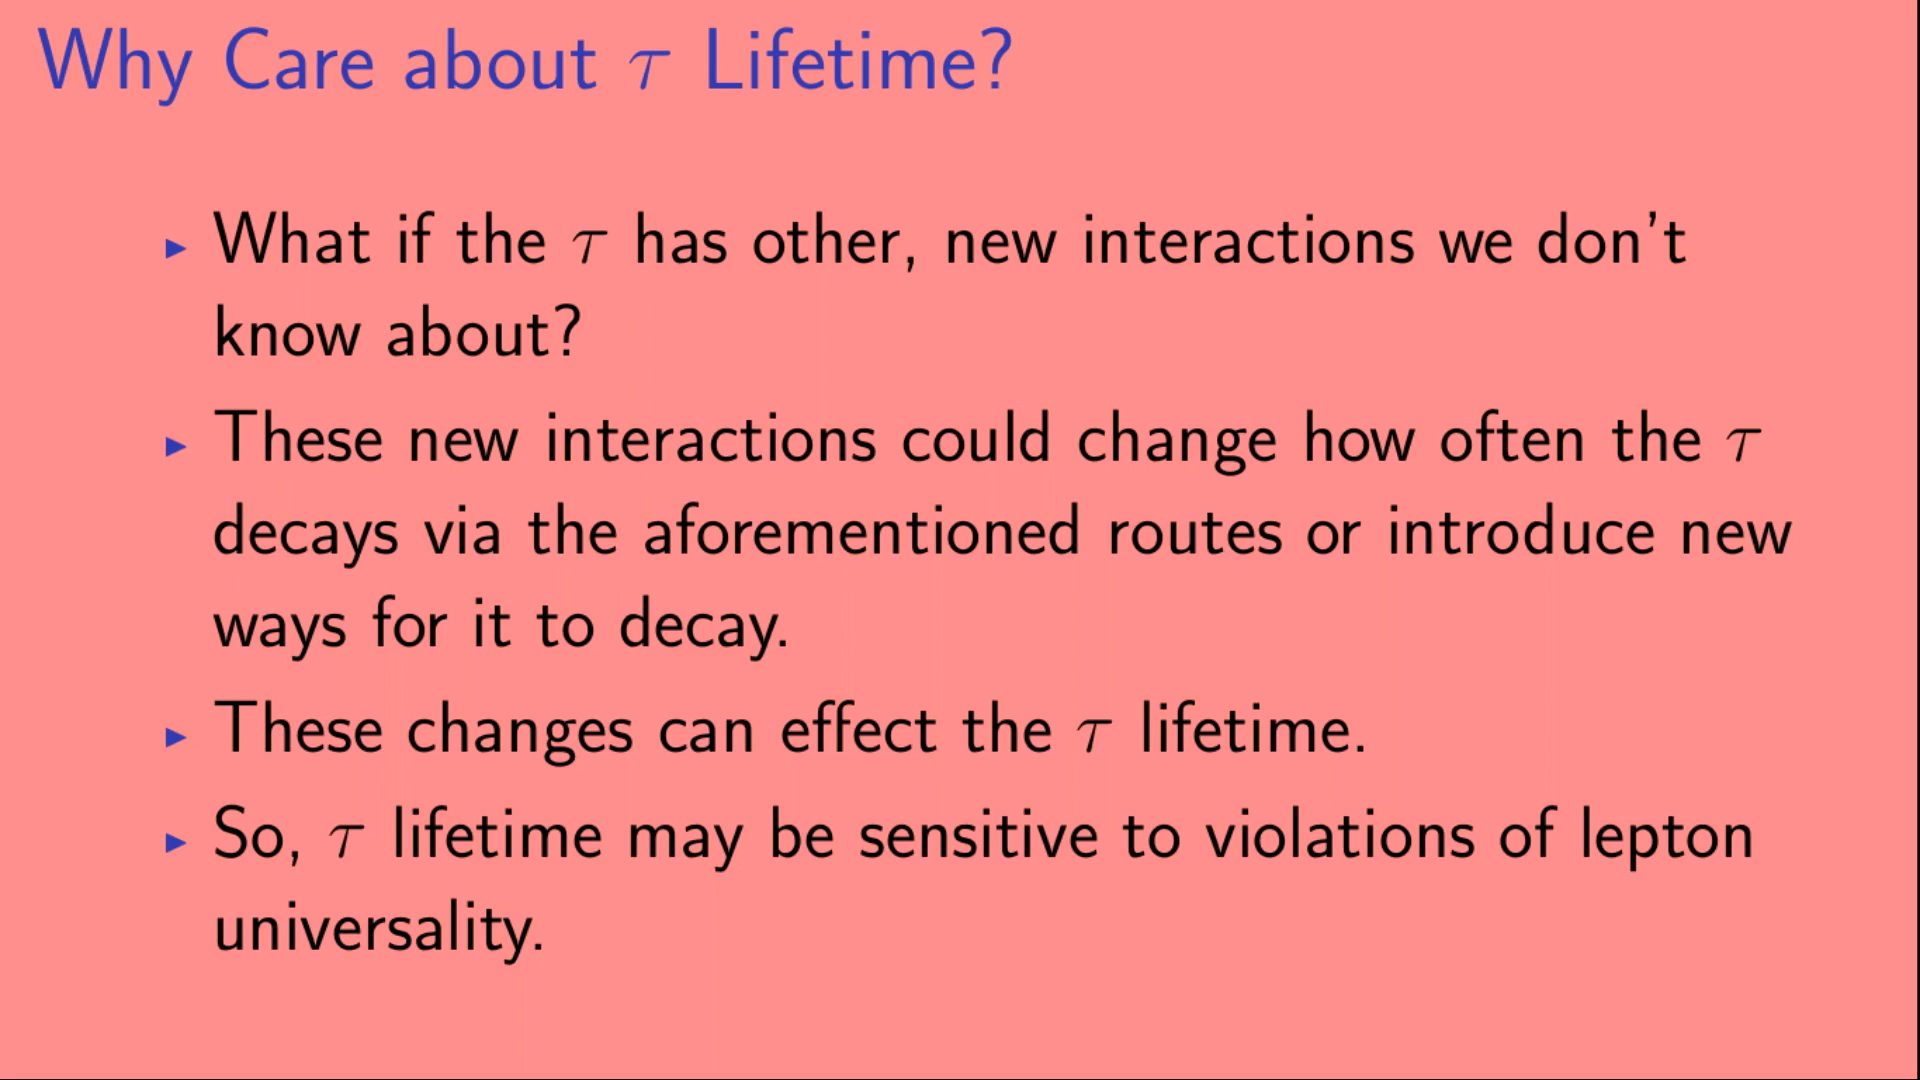 Why Care about τ Lifetime?
▸ What if the τ has other, new interactions we don't
know about?
▸ These new interactions could change how often the τ
decays via the aforementioned routes or introduce new
ways for it to decay.
▸ These changes can effect the τ lifetime.
▸ So, τ lifetime may be sensitive to violations of lepton
universality.